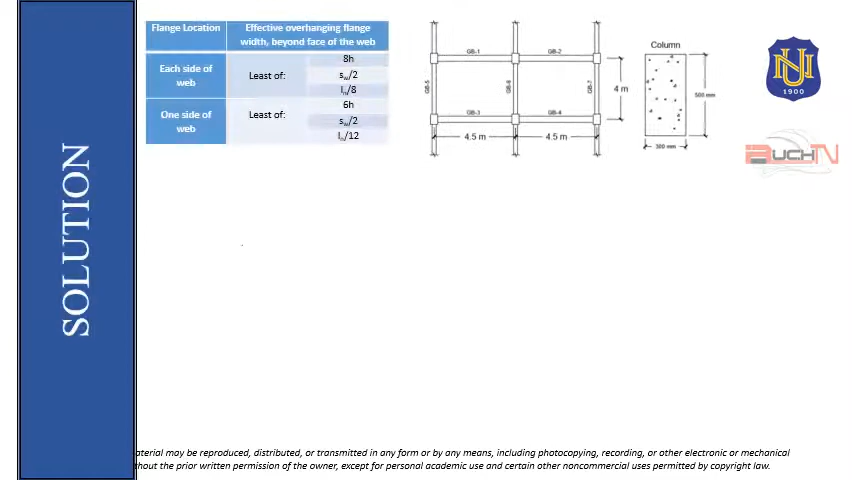 SOLUTION
Flange Location
Effective overhanging flange width, beyond face of the web
Each side of web
Least of:
8h
sw/2
ln/8
One side of web
Least of:
6h
sw/2
ln/12
GB-1
GB-2
GB-5
GB-6
GB-7
GB-3
GB-4
4 m
4.5 m
4.5 m
Column
500 mm
300 mm
NU
1900
aterial may be reproduced, distributed, or transmitted in any form or by any means, including photocopying, recording, or other electronic or mechanical
thout the prior written permission of the owner, except for personal academic use and certain other noncommercial uses permitted by copyright law.